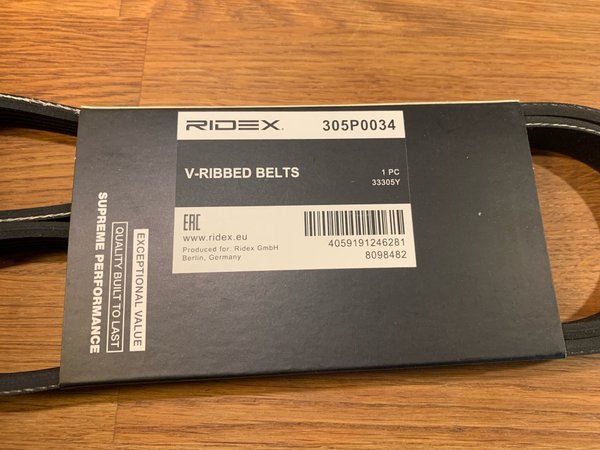 RIDEX. 305P0034
V-RIBBED BELTS
1 PC
33305Y
EAC
www.ridex.eu
Produced for: Ridex GmbH
Berlin, Germany
4059191246281
8098482
EXCEPTIONAL VALUE
QUALITY BUILT TO LAST
SUPREME PERFORMANCE